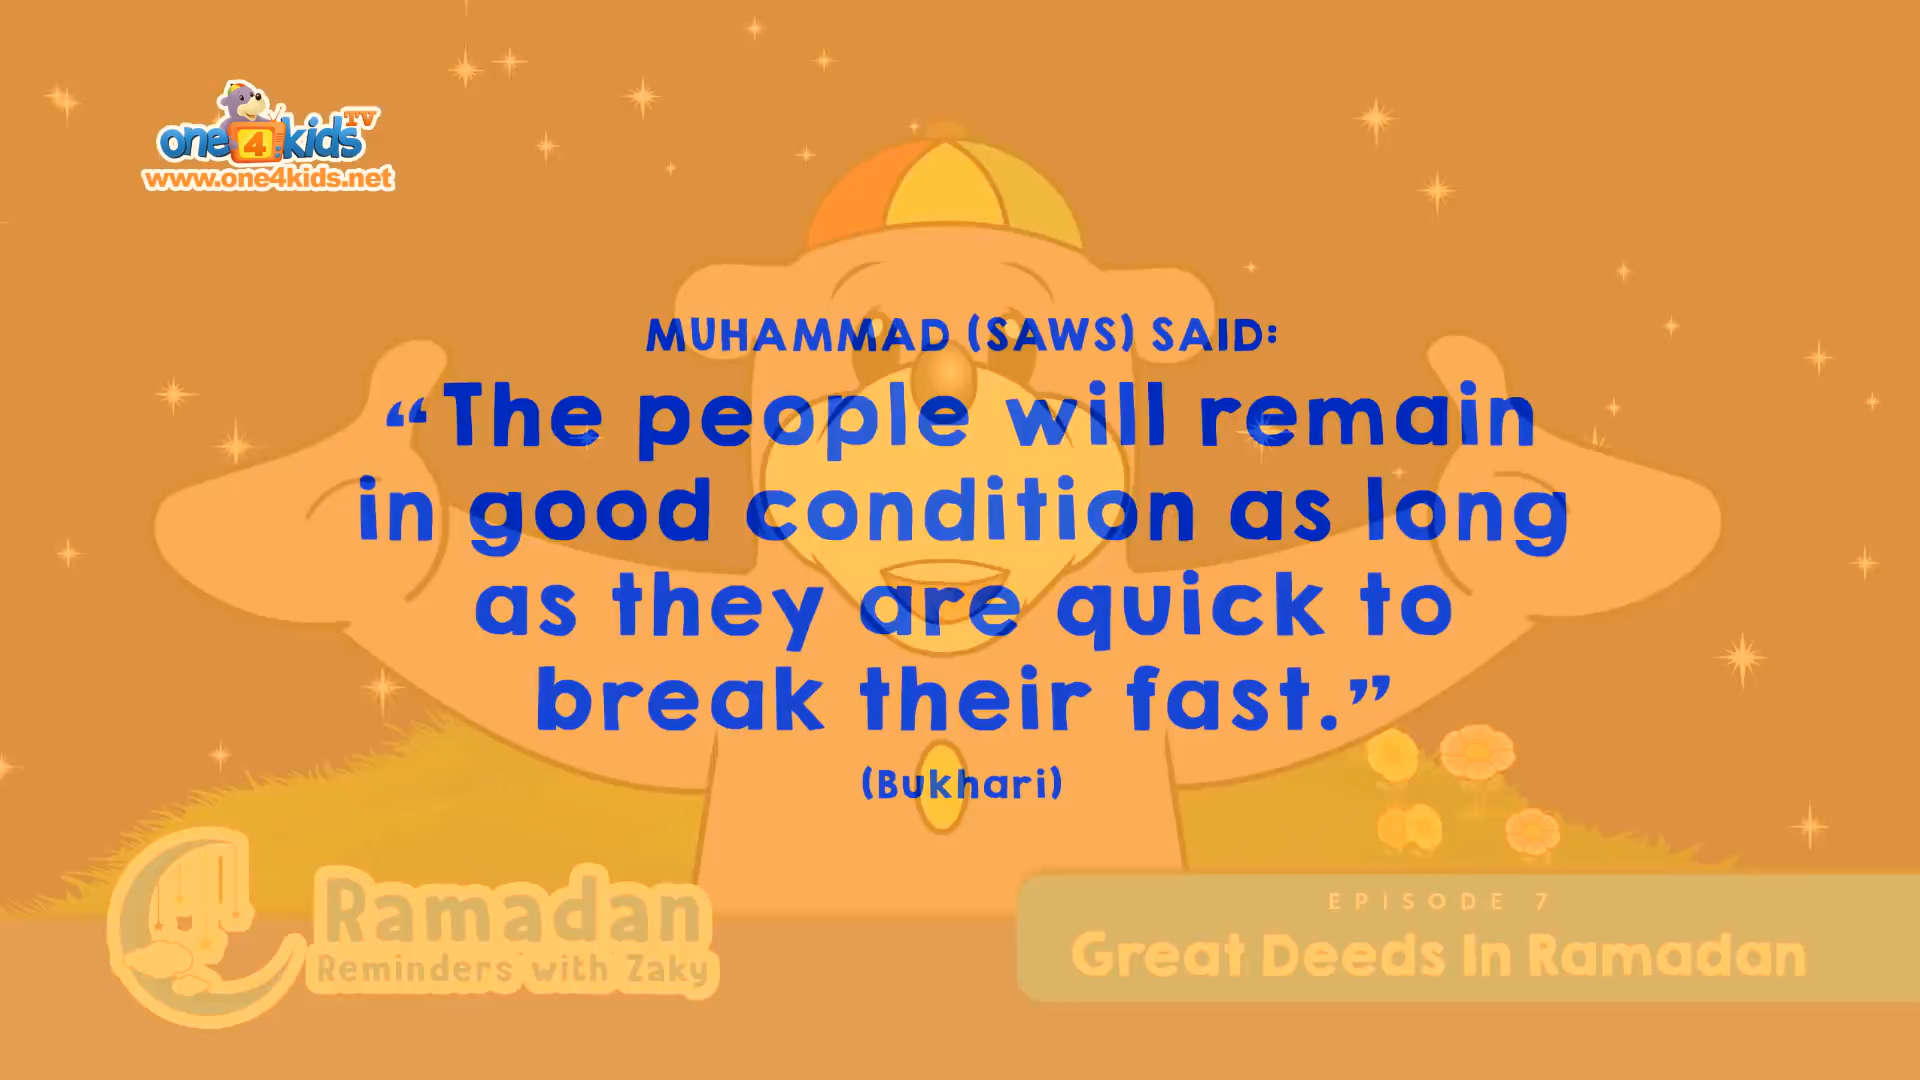 one4kids TV
www.one4kids.net
MUHAMMAD (SAWS) SAID:
“The people will remain
in good condition as long
as they are quick to
break their fast.”
(Bukhari)
Ramadan
Reminders with Zaky
EPISODE 7
Great Deeds In Ramadan